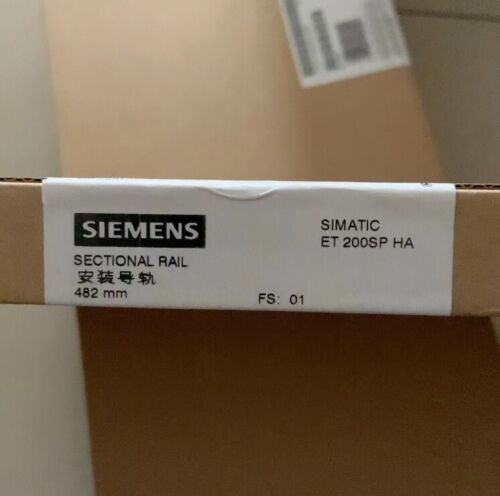 SIEMENS
SIMATIC
ET 200SP HA
SECTIONAL RAIL
安装导轨
482 mm
FS: 01